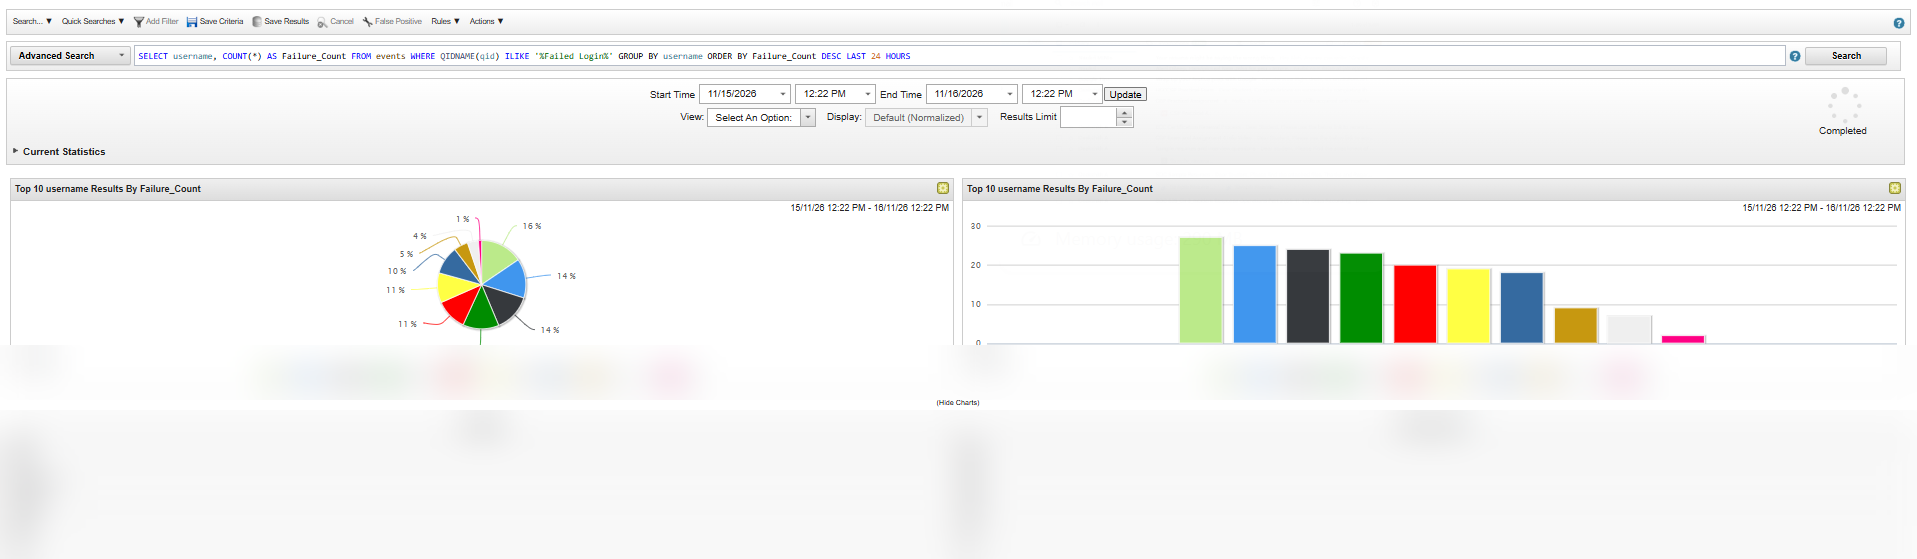 Search... ▼ Quick Searches ▼ Add Filter Save Criteria Save Results Cancel False Positive Rules ▼ Actions ▼
Advanced Search SELECT username, COUNT(*) AS Failure_Count FROM events WHERE QIDNAME(qid) ILIKE '%Failed Login%' GROUP BY username ORDER BY Failure_Count DESC LAST 24 HOURS Search
Start Time 11/15/2026 12:22 PM End Time 11/16/2026 12:22 PM Update
View: Select An Option: Display: Default (Normalized) Results Limit
Completed
Current Statistics
Top 10 username Results By Failure_Count
15/11/26 12:22 PM - 16/11/26 12:22 PM
1 %
16 %
4 %
5 %
10 %
14 %
11 %
11 %
14 %
Top 10 username Results By Failure_Count
15/11/26 12:22 PM - 16/11/26 12:22 PM
30
20
10
0
(Hide Charts)